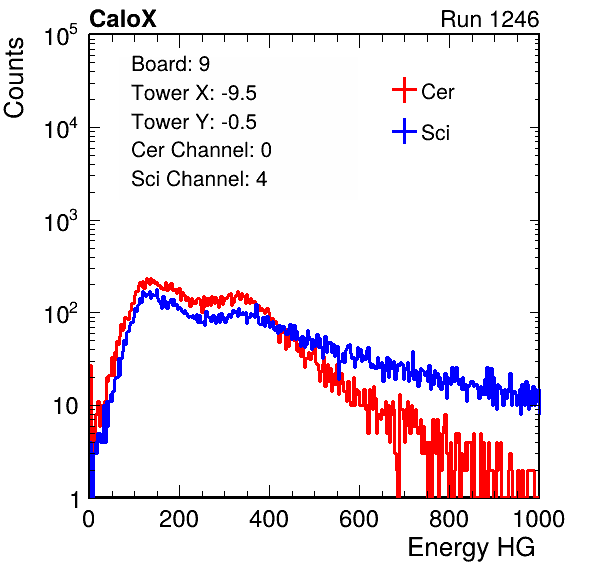 CaloX Run 1246
Counts
10^5
10^4
10^3
10^2
10
1
Board: 9
Tower X: -9.5
Tower Y: -0.5
Cer Channel: 0
Sci Channel: 4
Cer
Sci
0 200 400 600 800 1000
Energy HG